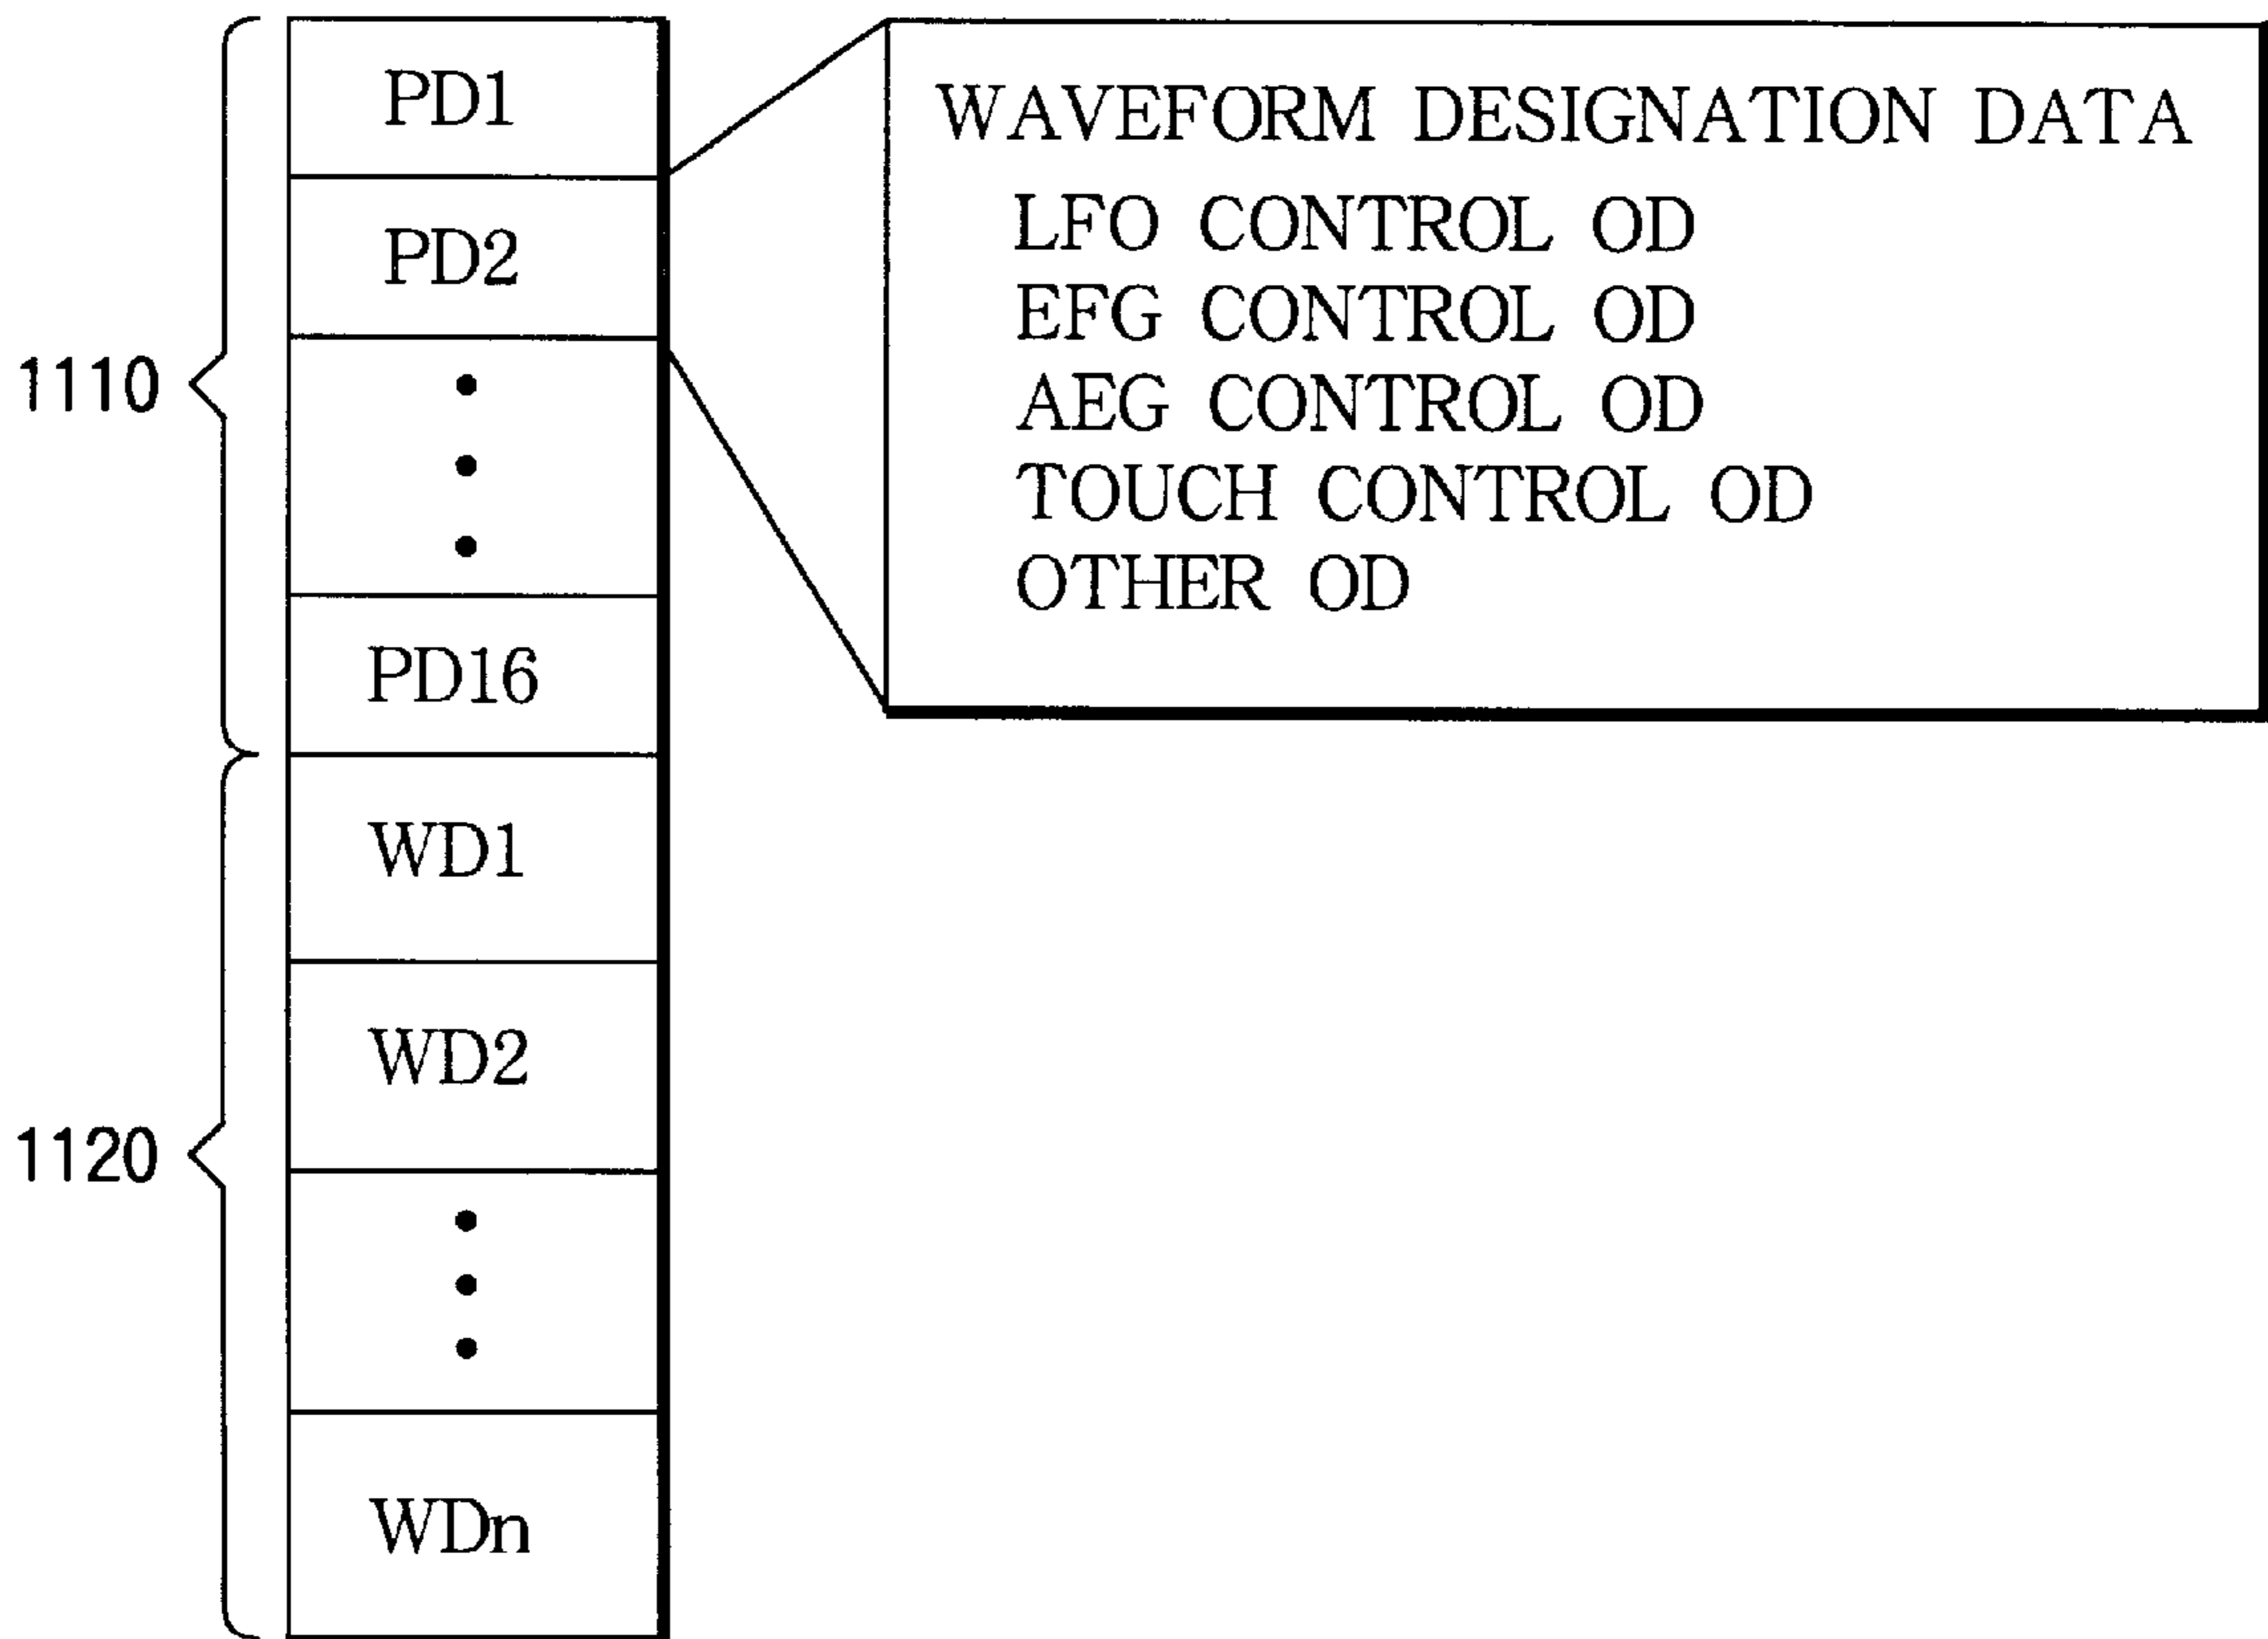 PD1
PD2
1110
PD16
WD1
WD2
1120
WDn
WAVEFORM DESIGNATION DATA
LFO CONTROL OD
EFG CONTROL OD
AEG CONTROL OD
TOUCH CONTROL OD
OTHER OD